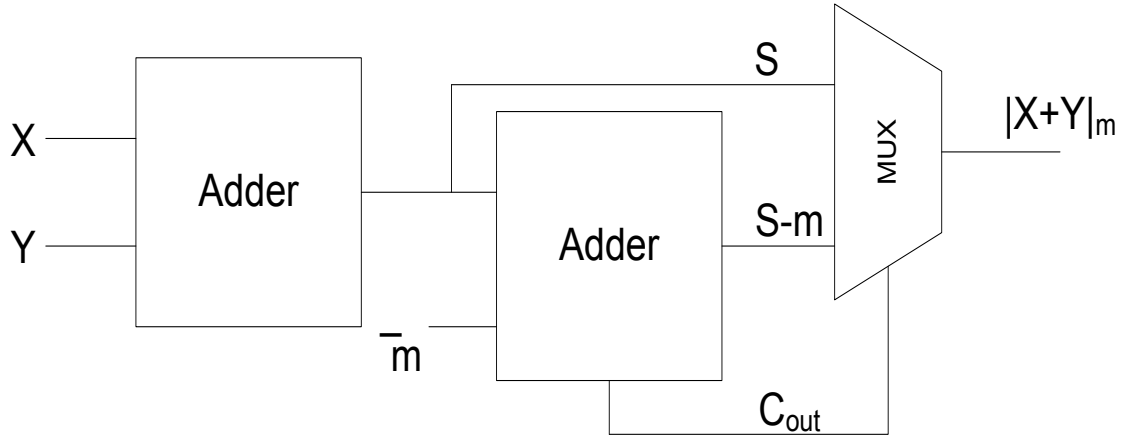 S
|X+Y|m
X
MUX
Adder
Y
Adder
S-m
‾m
Cout